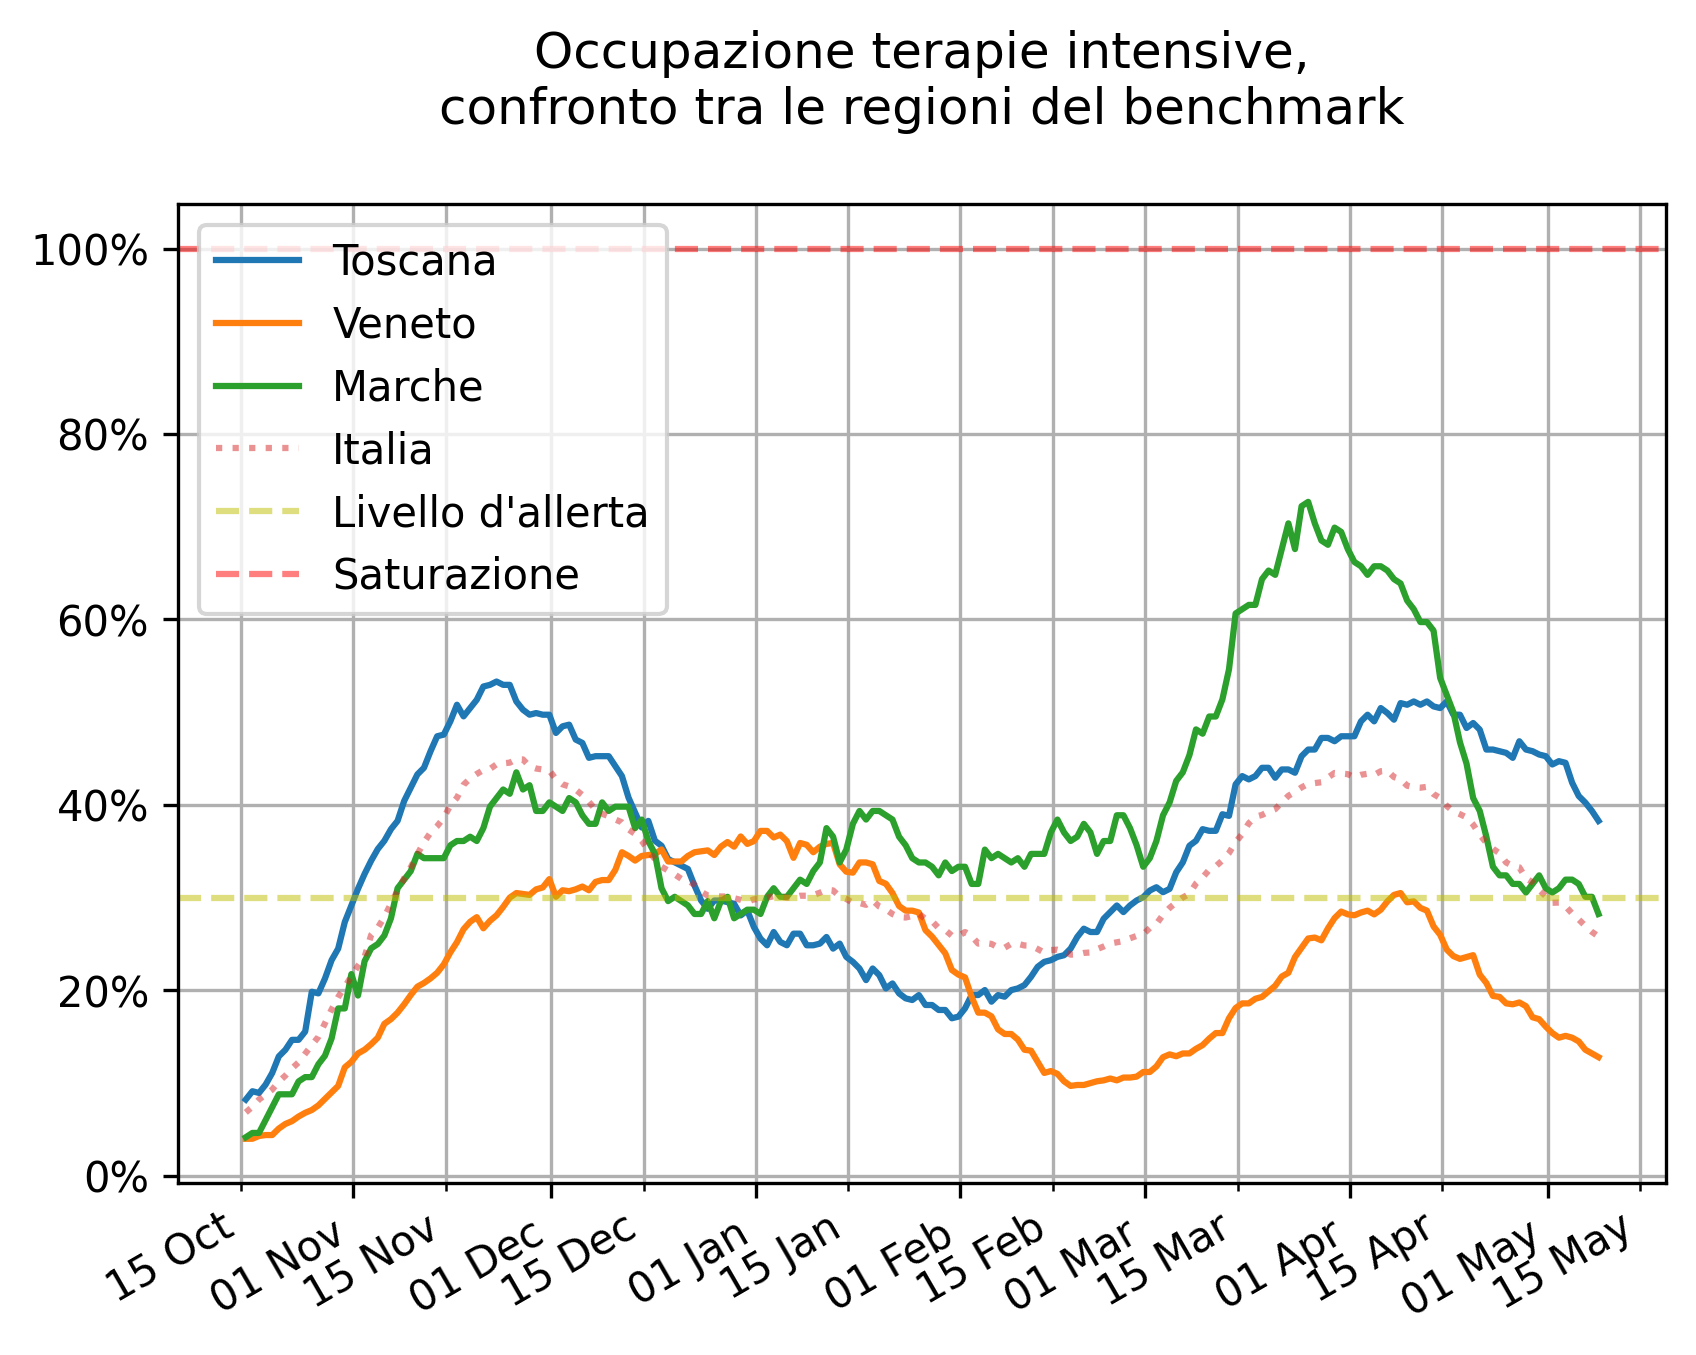 Occupazione terapie intensive,
confronto tra le regioni del benchmark
100%
80%
60%
40%
20%
0%
Toscana
Veneto
Marche
Italia
Livello d'allerta
Saturazione
15 Oct
01 Nov
15 Nov
01 Dec
15 Dec
01 Jan
15 Jan
01 Feb
15 Feb
01 Mar
15 Mar
01 Apr
15 Apr
01 May
15 May